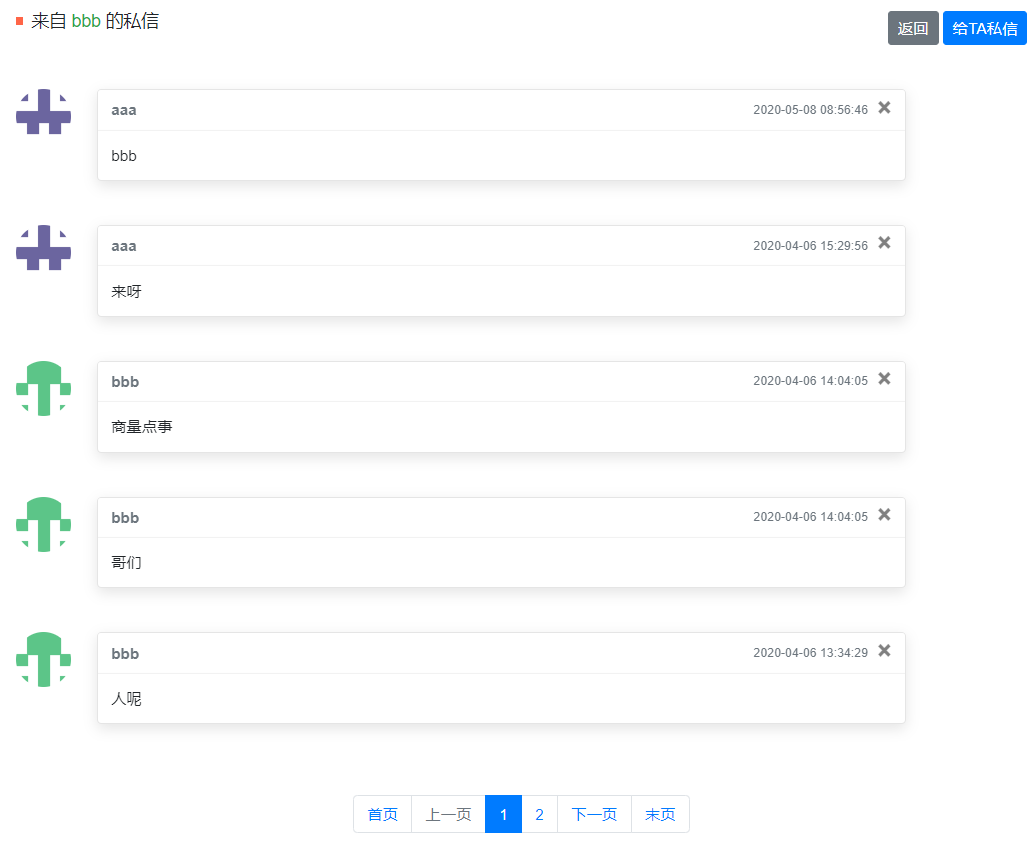 来自 bbb 的私信
返回 给TA私信
aaa 2020-05-08 08:56:46 ×
bbb
aaa 2020-04-06 15:29:56 ×
来呀
bbb 2020-04-06 14:04:05 ×
商量点事
bbb 2020-04-06 14:04:05 ×
哥们
bbb 2020-04-06 13:34:29 ×
人呢
首页 上一页 1 2 下一页 末页